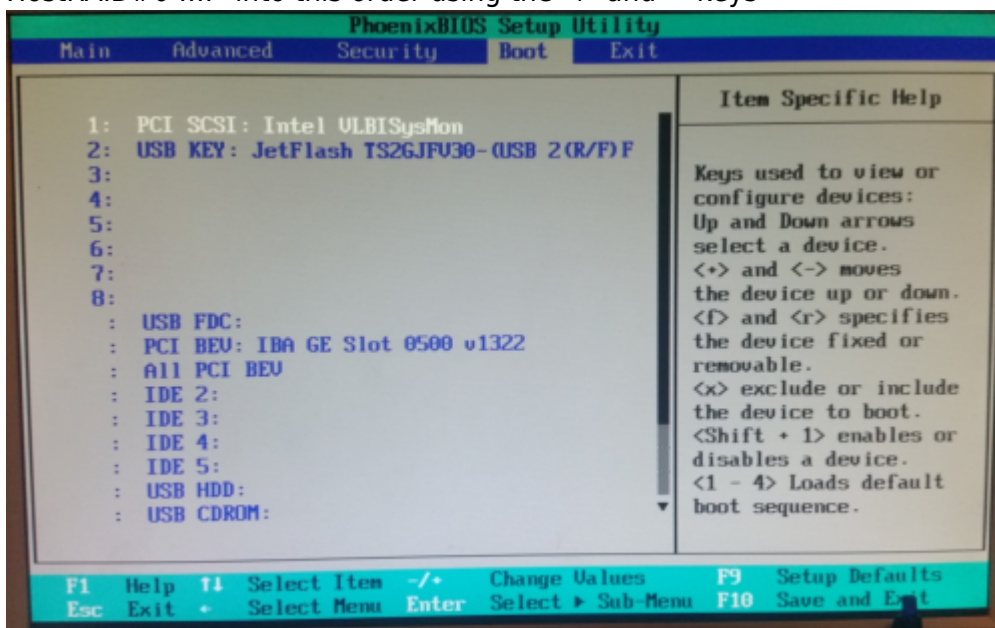 PhoenixBIOS Setup Utility
Main Advanced Security Boot Exit
Item Specific Help
1: PCI SCSI: Intel VLBISysMon
2: USB KEY: JetFlash TS2GJFV30-(USB 2(R/F)F
3:
4:
5:
6:
7:
8:
: USB FDC:
: PCI BEV: IBA GE Slot 0500 v1322
: All PCI BEV
: IDE 2:
: IDE 3:
: IDE 4:
: IDE 5:
: USB HDD:
: USB CDROM:
Keys used to view or
configure devices:
Up and Down arrows
select a device.
<+> and <-> moves
the device up or down.
<f> and <r> specifies
the device fixed or
removable.
<x> exclude or include
the device to boot.
<Shift + 1> enables or
disables a device.
<1 - 4> Loads default
boot sequence.
F1 Help ↑↓ Select Item -/+ Change Values F9 Setup Defaults
Esc Exit ← Select Menu Enter Select ▶ Sub-Menu F10 Save and Exit